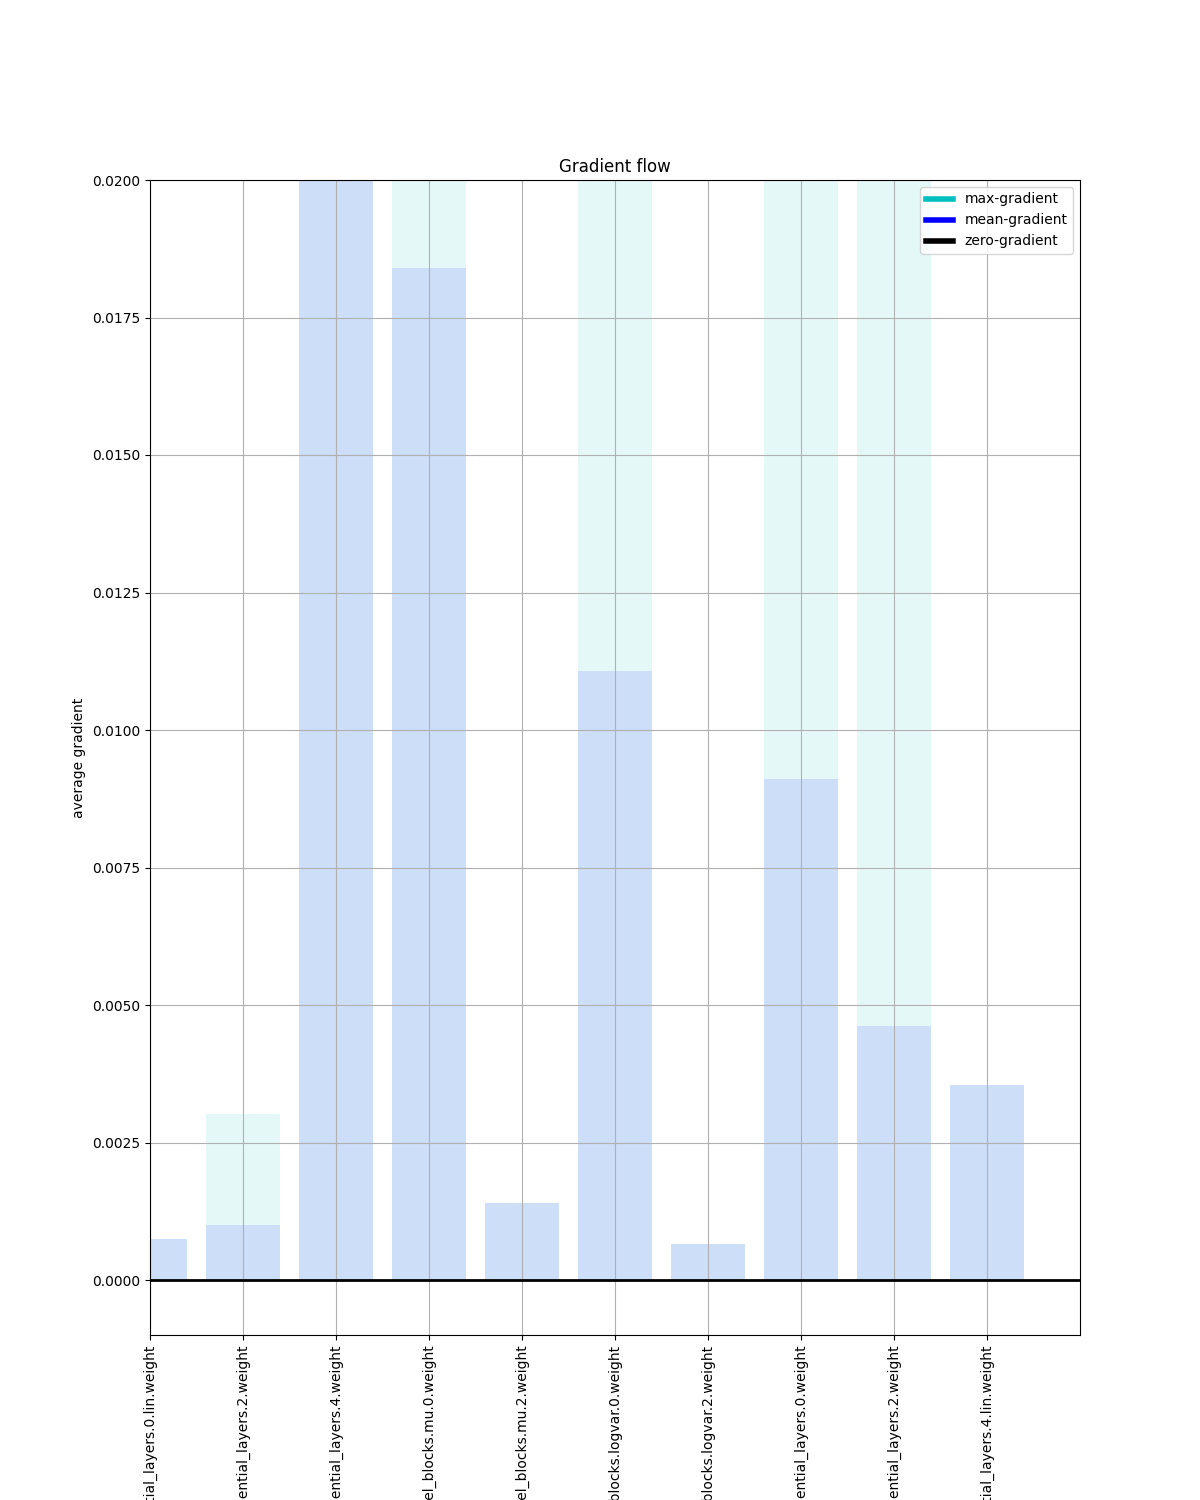 Gradient flow
max-gradient
mean-gradient
zero-gradient
0.0200
0.0175
0.0150
0.0125
0.0100
0.0075
0.0050
0.0025
0.0000
average gradient
tial_layers.0.lin.weight
ential_layers.2.weight
ential_layers.4.weight
el_blocks.mu.0.weight
el_blocks.mu.2.weight
blocks.logvar.0.weight
blocks.logvar.2.weight
ential_layers.0.weight
ential_layers.2.weight
tial_layers.4.lin.weight